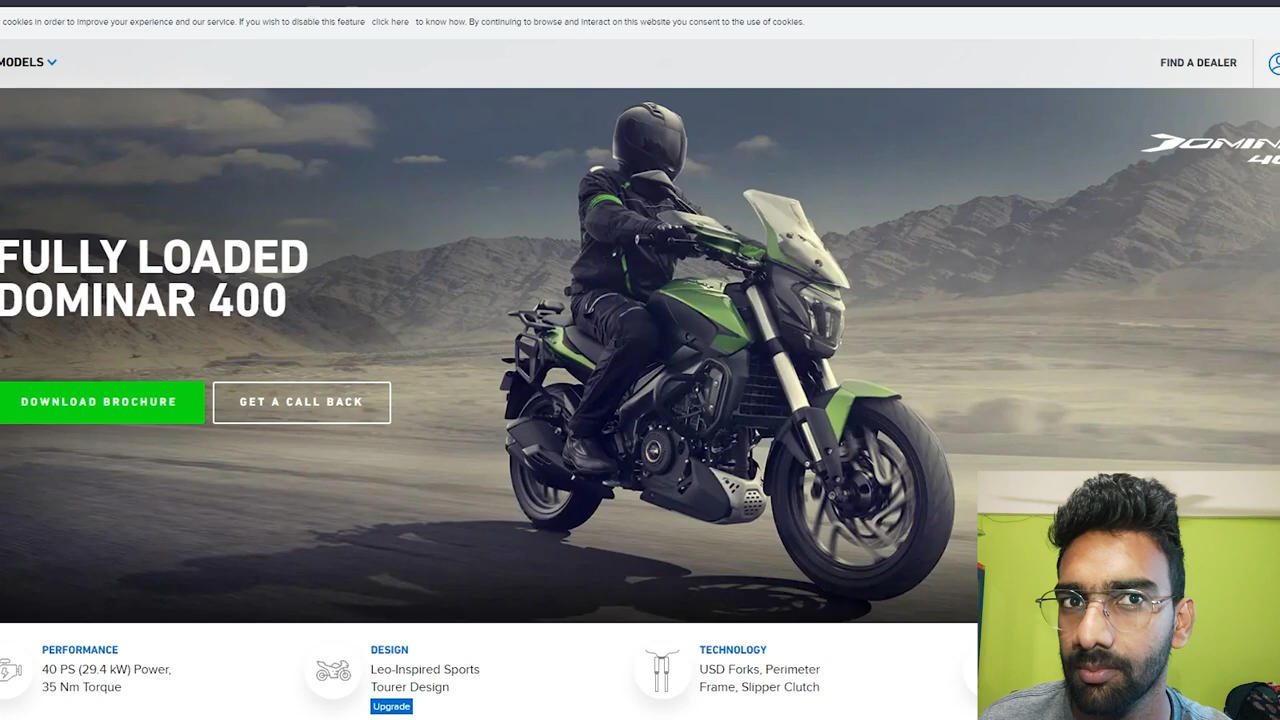 cookies in order to improve your experience and our service. If you wish to disable this feature click here to know how. By continuing to browse and interact on this website you consent to the use of cookies.
MODELS
FIND A DEALER
DOMIN
40
FULLY LOADED
DOMINAR 400
DOWNLOAD BROCHURE
GET A CALL BACK
PERFORMANCE
40 PS (29.4 kW) Power,
35 Nm Torque
DESIGN
Leo-Inspired Sports
Tourer Design
Upgrade
TECHNOLOGY
USD Forks, Perimeter
Frame, Slipper Clutch